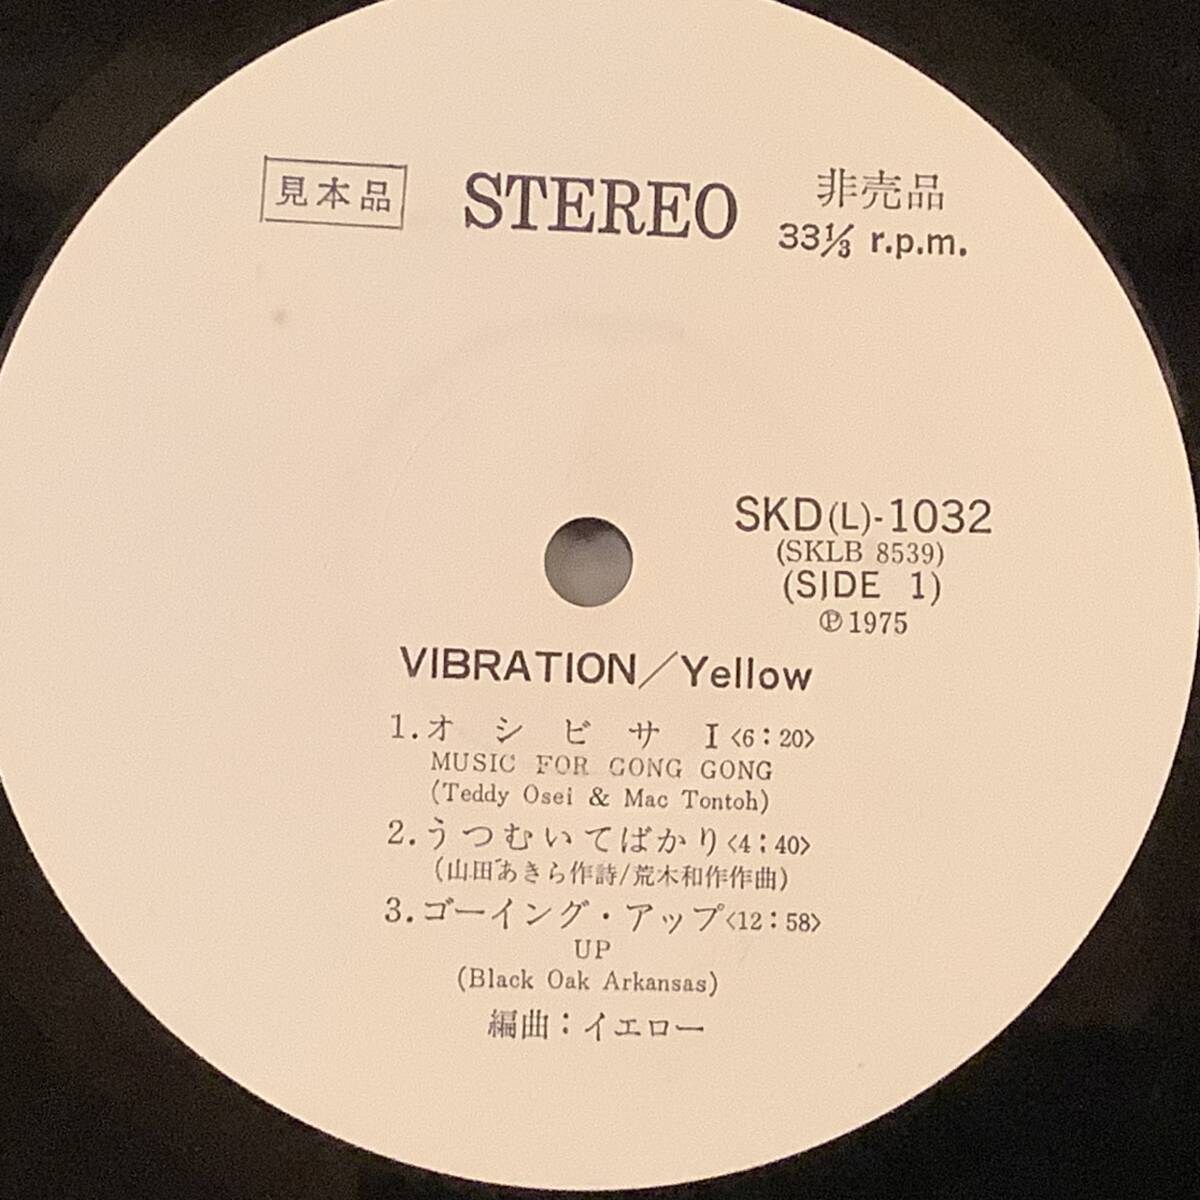 見本品
STEREO
非売品
33⅓ r.p.m.
SKD(L)-1032
(SKLB 8539)
(SIDE 1)
℗1975
VIBRATION/Yellow
1.オシビサ I〈6:20〉
MUSIC FOR GONG GONG
(Teddy Osei & Mac Tontoh)
2.うつむいてばかり〈4:40〉
(山田あきら作詩/荒木和作作曲)
3.ゴーイング・アップ〈12:58〉
UP
(Black Oak Arkansas)
編曲:イエロー